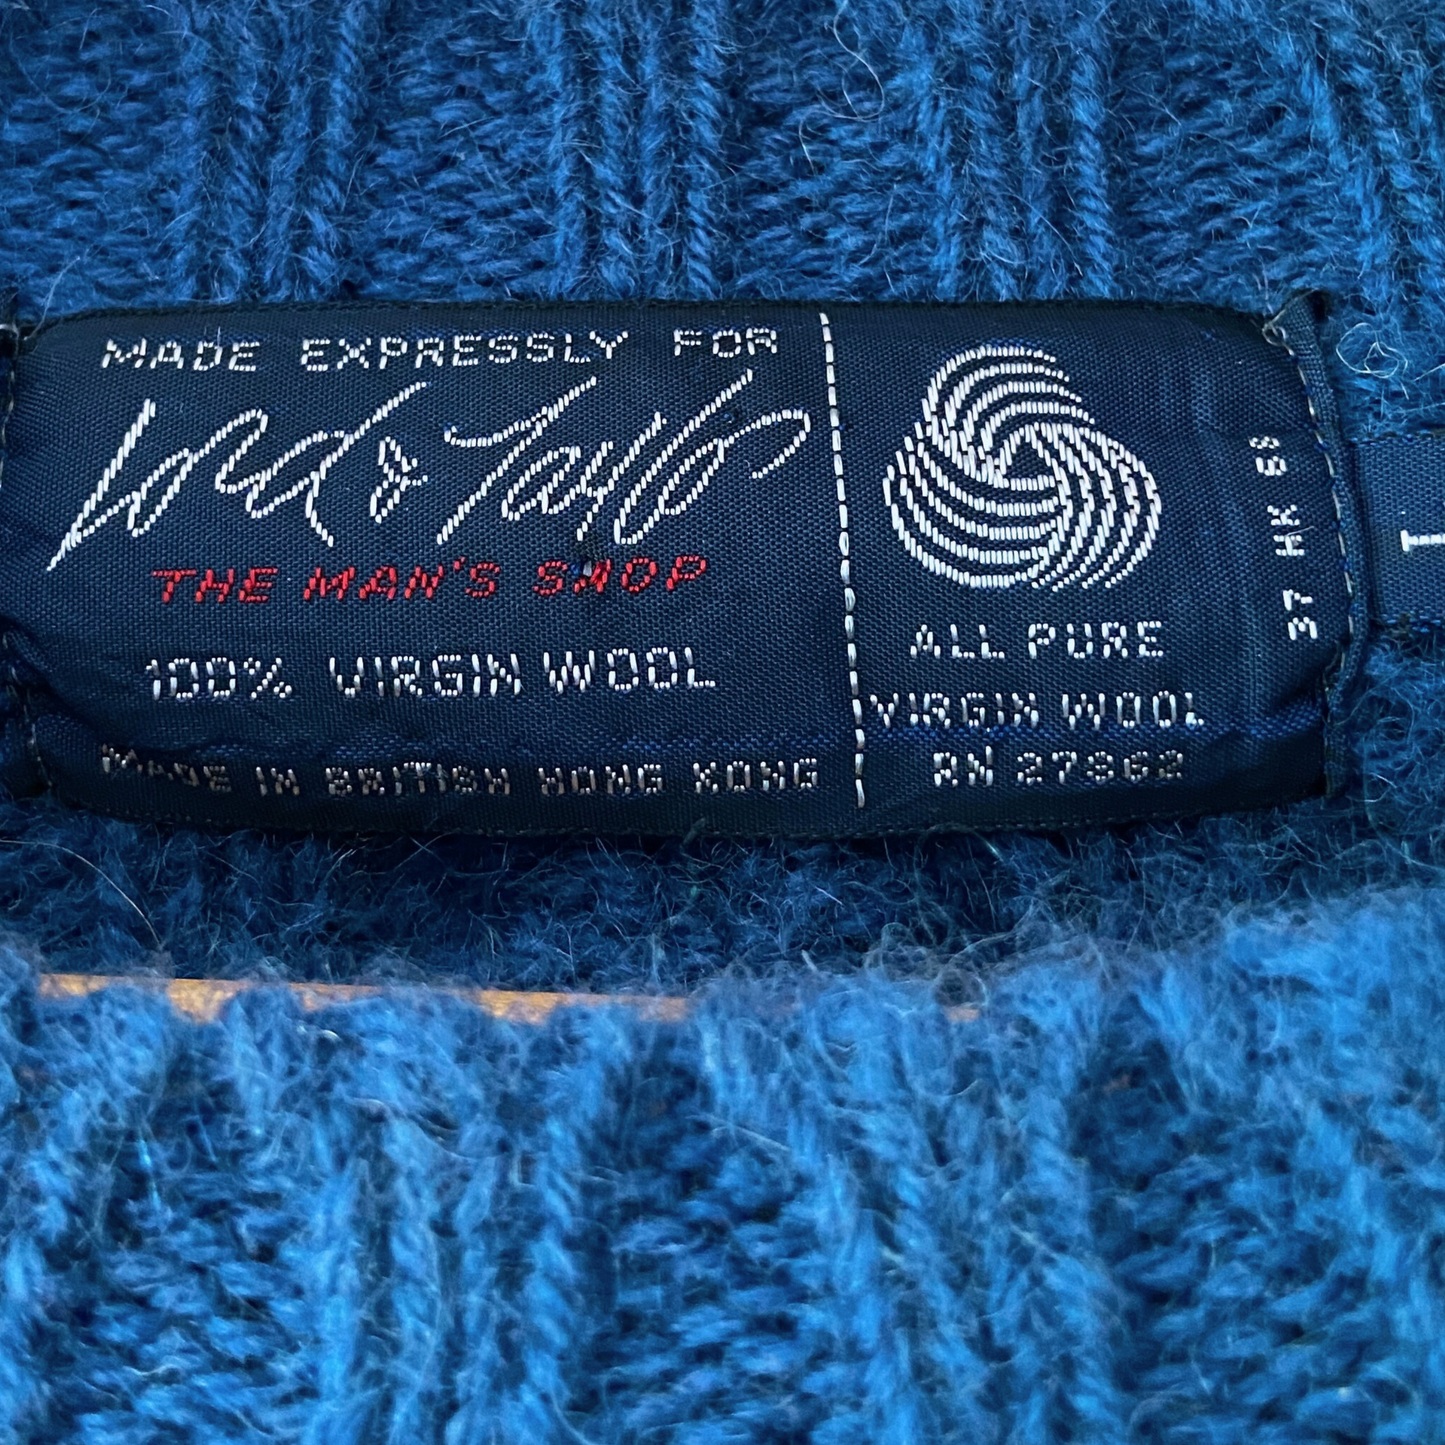 MADE EXPRESSLY FOR
Lord & Taylor
THE MAN'S SHOP
100% VIRGIN WOOL
MADE IN BRITISH HONG KONG
ALL PURE
VIRGIN WOOL
RN 27362
37 HK 68